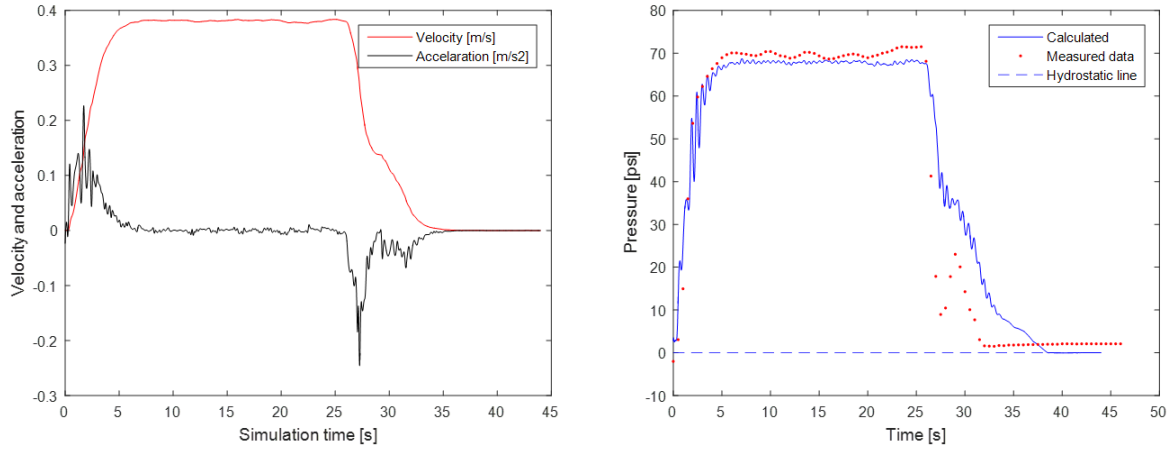 0.4
0.3
0.2
0.1
0
-0.1
-0.2
-0.3
Velocity and acceleration
0 5 10 15 20 25 30 35 40 45
Simulation time [s]
Velocity [m/s]
Accelaration [m/s2]
80
70
60
50
40
30
20
10
0
-10
Pressure [psi]
0 5 10 15 20 25 30 35 40 45 50
Time [s]
Calculated
Measured data
Hydrostatic line